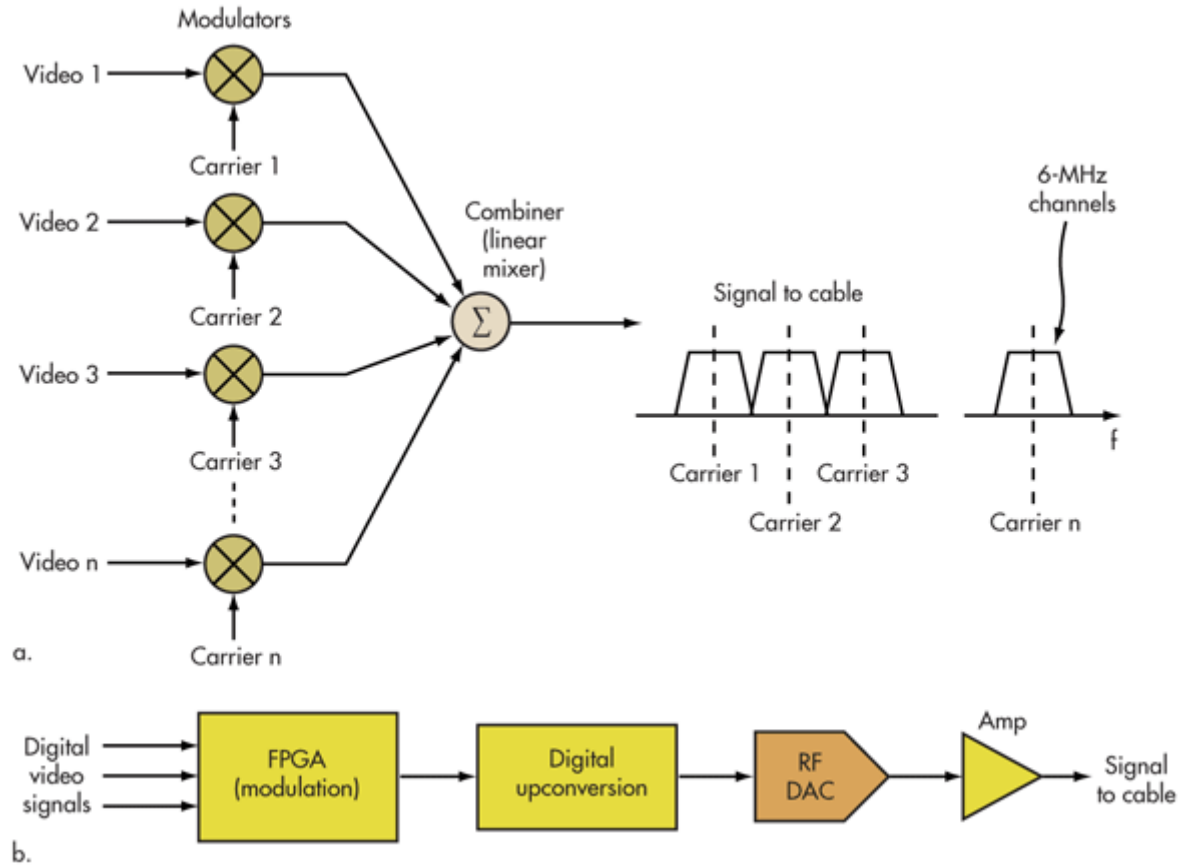 Modulators
Video 1
Carrier 1
Video 2
Carrier 2
Video 3
Carrier 3
Video n
Carrier n
Combiner
(linear
mixer)
Σ
Signal to cable
6-MHz
channels
f
Carrier 1
Carrier 3
Carrier 2
Carrier n
a.
Digital
video
signals
FPGA
(modulation)
Digital
upconversion
RF
DAC
Amp
Signal
to cable
b.